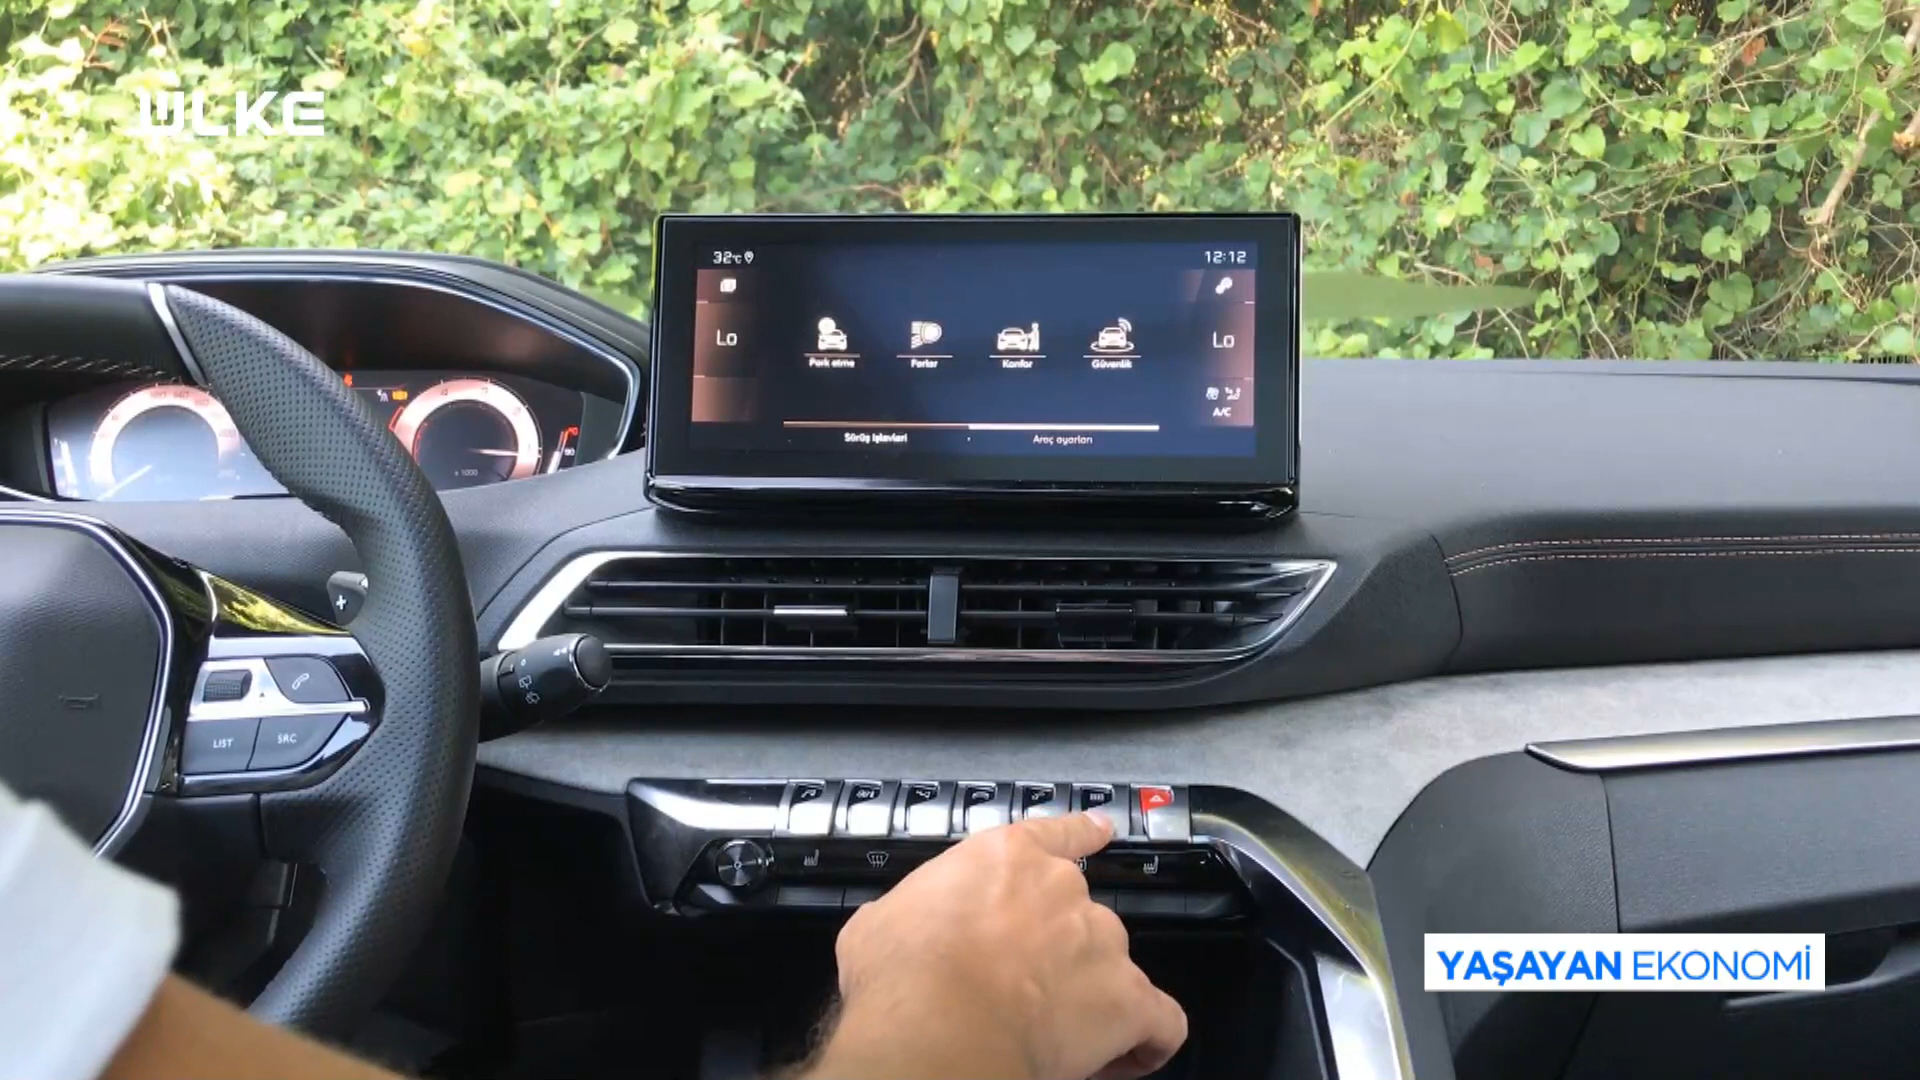 ÜLKE
32°C
12:12
Lo
Lo
Park etme
Farlar
Konfor
Güvenlik
A/C
Sürüş işlevleri
Araç ayarları
x 1000
LIST
SRC
YAŞAYAN EKONOMİ